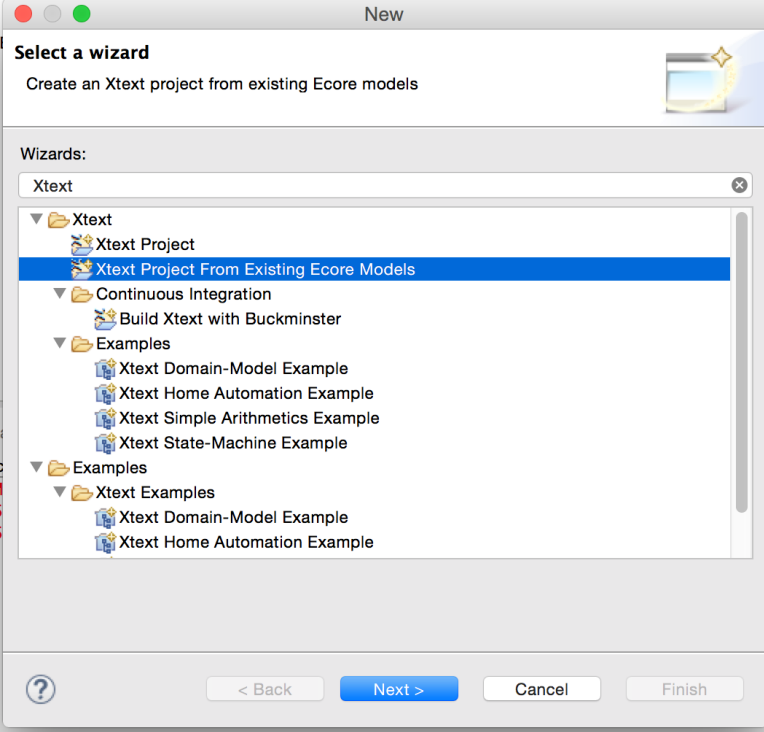 New
Select a wizard
Create an Xtext project from existing Ecore models
Wizards:
Xtext
Xtext
Xtext Project
Xtext Project From Existing Ecore Models
Continuous Integration
Build Xtext with Buckminster
Examples
Xtext Domain-Model Example
Xtext Home Automation Example
Xtext Simple Arithmetics Example
Xtext State-Machine Example
Examples
Xtext Examples
Xtext Domain-Model Example
Xtext Home Automation Example
? < Back Next > Cancel Finish